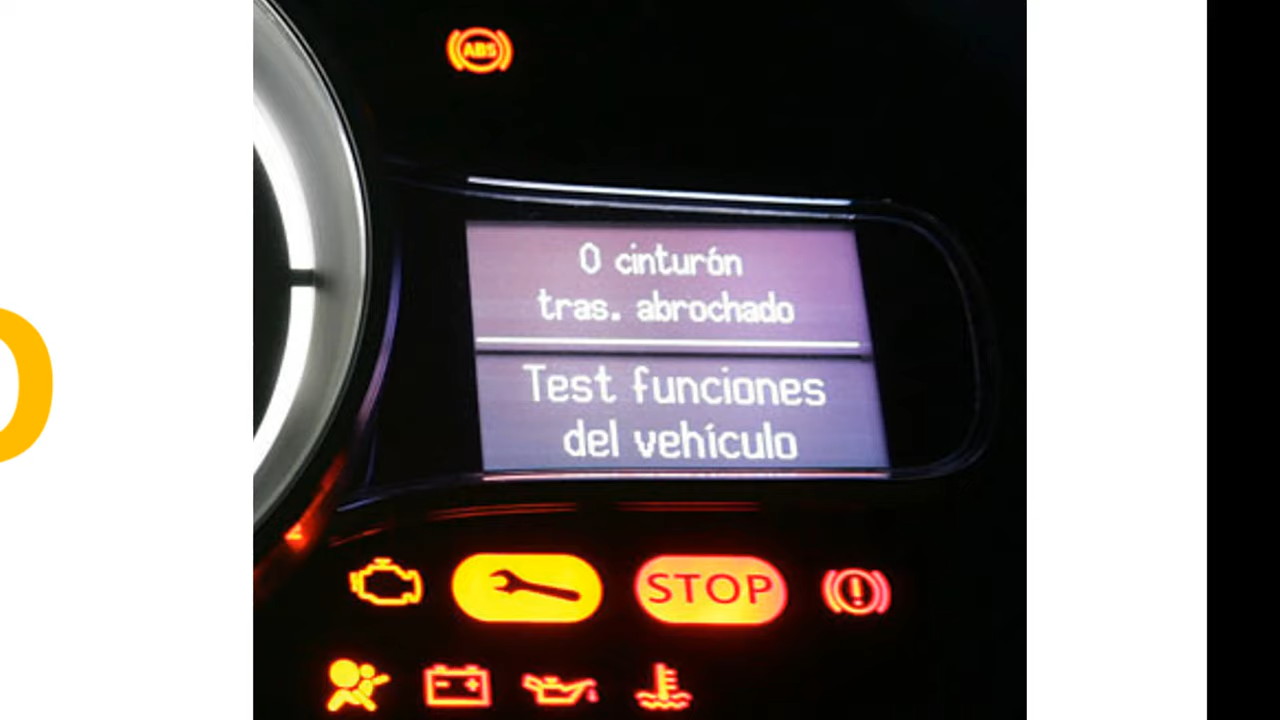 ABS
0 cinturón
tras. abrochado
Test funciones
del vehículo
STOP